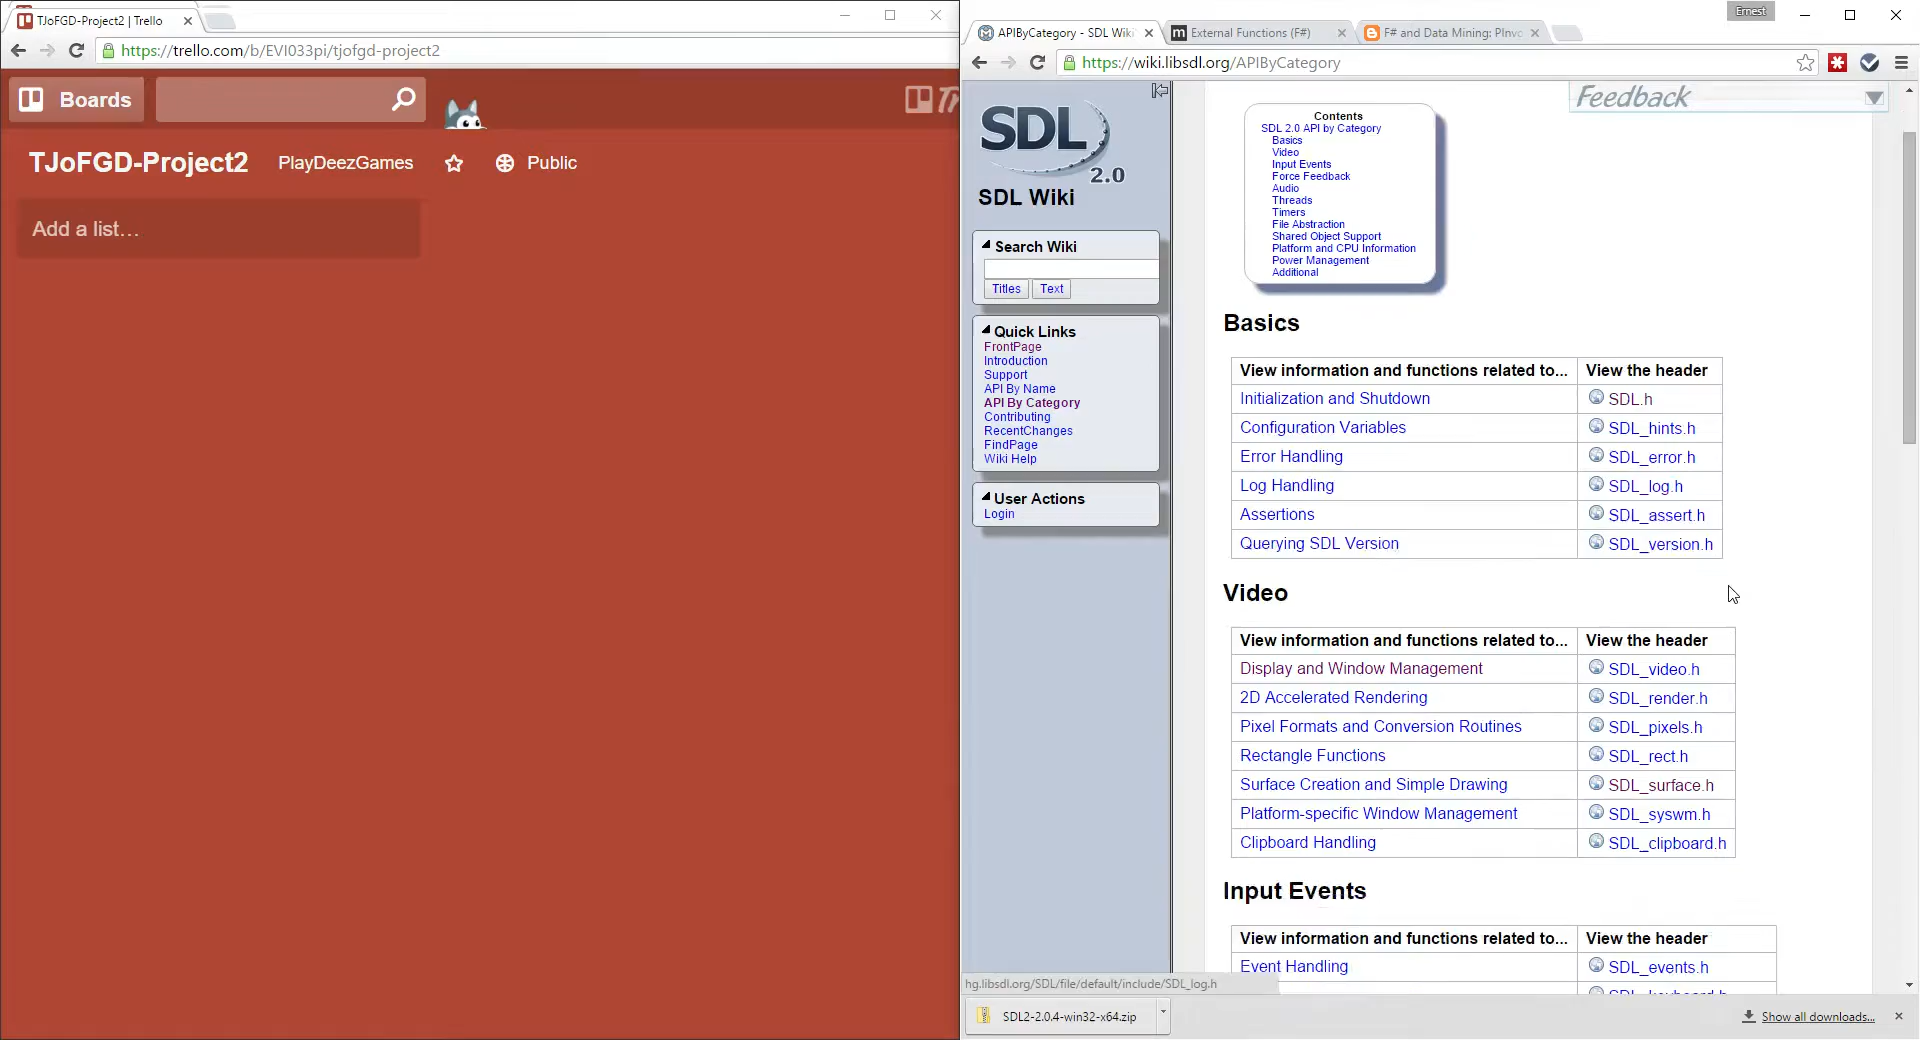 TJoFGD-Project2 | Trello
https://trello.com/b/EVI033pi/tjofgd-project2
Boards
TJoFGD-Project2 PlayDeezGames Public
Add a list…
Ernest
APIByCategory - SDL Wiki
External Functions (F#)
F# and Data Mining: PInvo
https://wiki.libsdl.org/APIByCategory
SDL
2.0
SDL Wiki
Search Wiki
Titles Text
Quick Links
FrontPage
Introduction
Support
API By Name
API By Category
Contributing
RecentChanges
FindPage
Wiki Help
User Actions
Login
Feedback
Contents
SDL 2.0 API by Category
Basics
Video
Input Events
Force Feedback
Audio
Threads
Timers
File Abstraction
Shared Object Support
Platform and CPU Information
Power Management
Additional
Basics
View information and functions related to... View the header
Initialization and Shutdown SDL.h
Configuration Variables SDL_hints.h
Error Handling SDL_error.h
Log Handling SDL_log.h
Assertions SDL_assert.h
Querying SDL Version SDL_version.h
Video
View information and functions related to... View the header
Display and Window Management SDL_video.h
2D Accelerated Rendering SDL_render.h
Pixel Formats and Conversion Routines SDL_pixels.h
Rectangle Functions SDL_rect.h
Surface Creation and Simple Drawing SDL_surface.h
Platform-specific Window Management SDL_syswm.h
Clipboard Handling SDL_clipboard.h
Input Events
View information and functions related to... View the header
Event Handling SDL_events.h
hg.libsdl.org/SDL/file/default/include/SDL_log.h
SDL2-2.0.4-win32-x64.zip
Show all downloads...